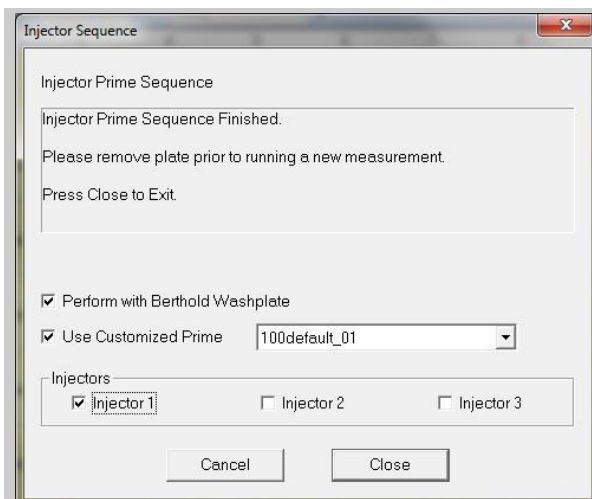 Injector Sequence
Injector Prime Sequence
Injector Prime Sequence Finished.
Please remove plate prior to running a new measurement.
Press Close to Exit.
Perform with Berthold Washplate
Use Customized Prime 100default_01
Injectors
Injector 1 Injector 2 Injector 3
Cancel Close